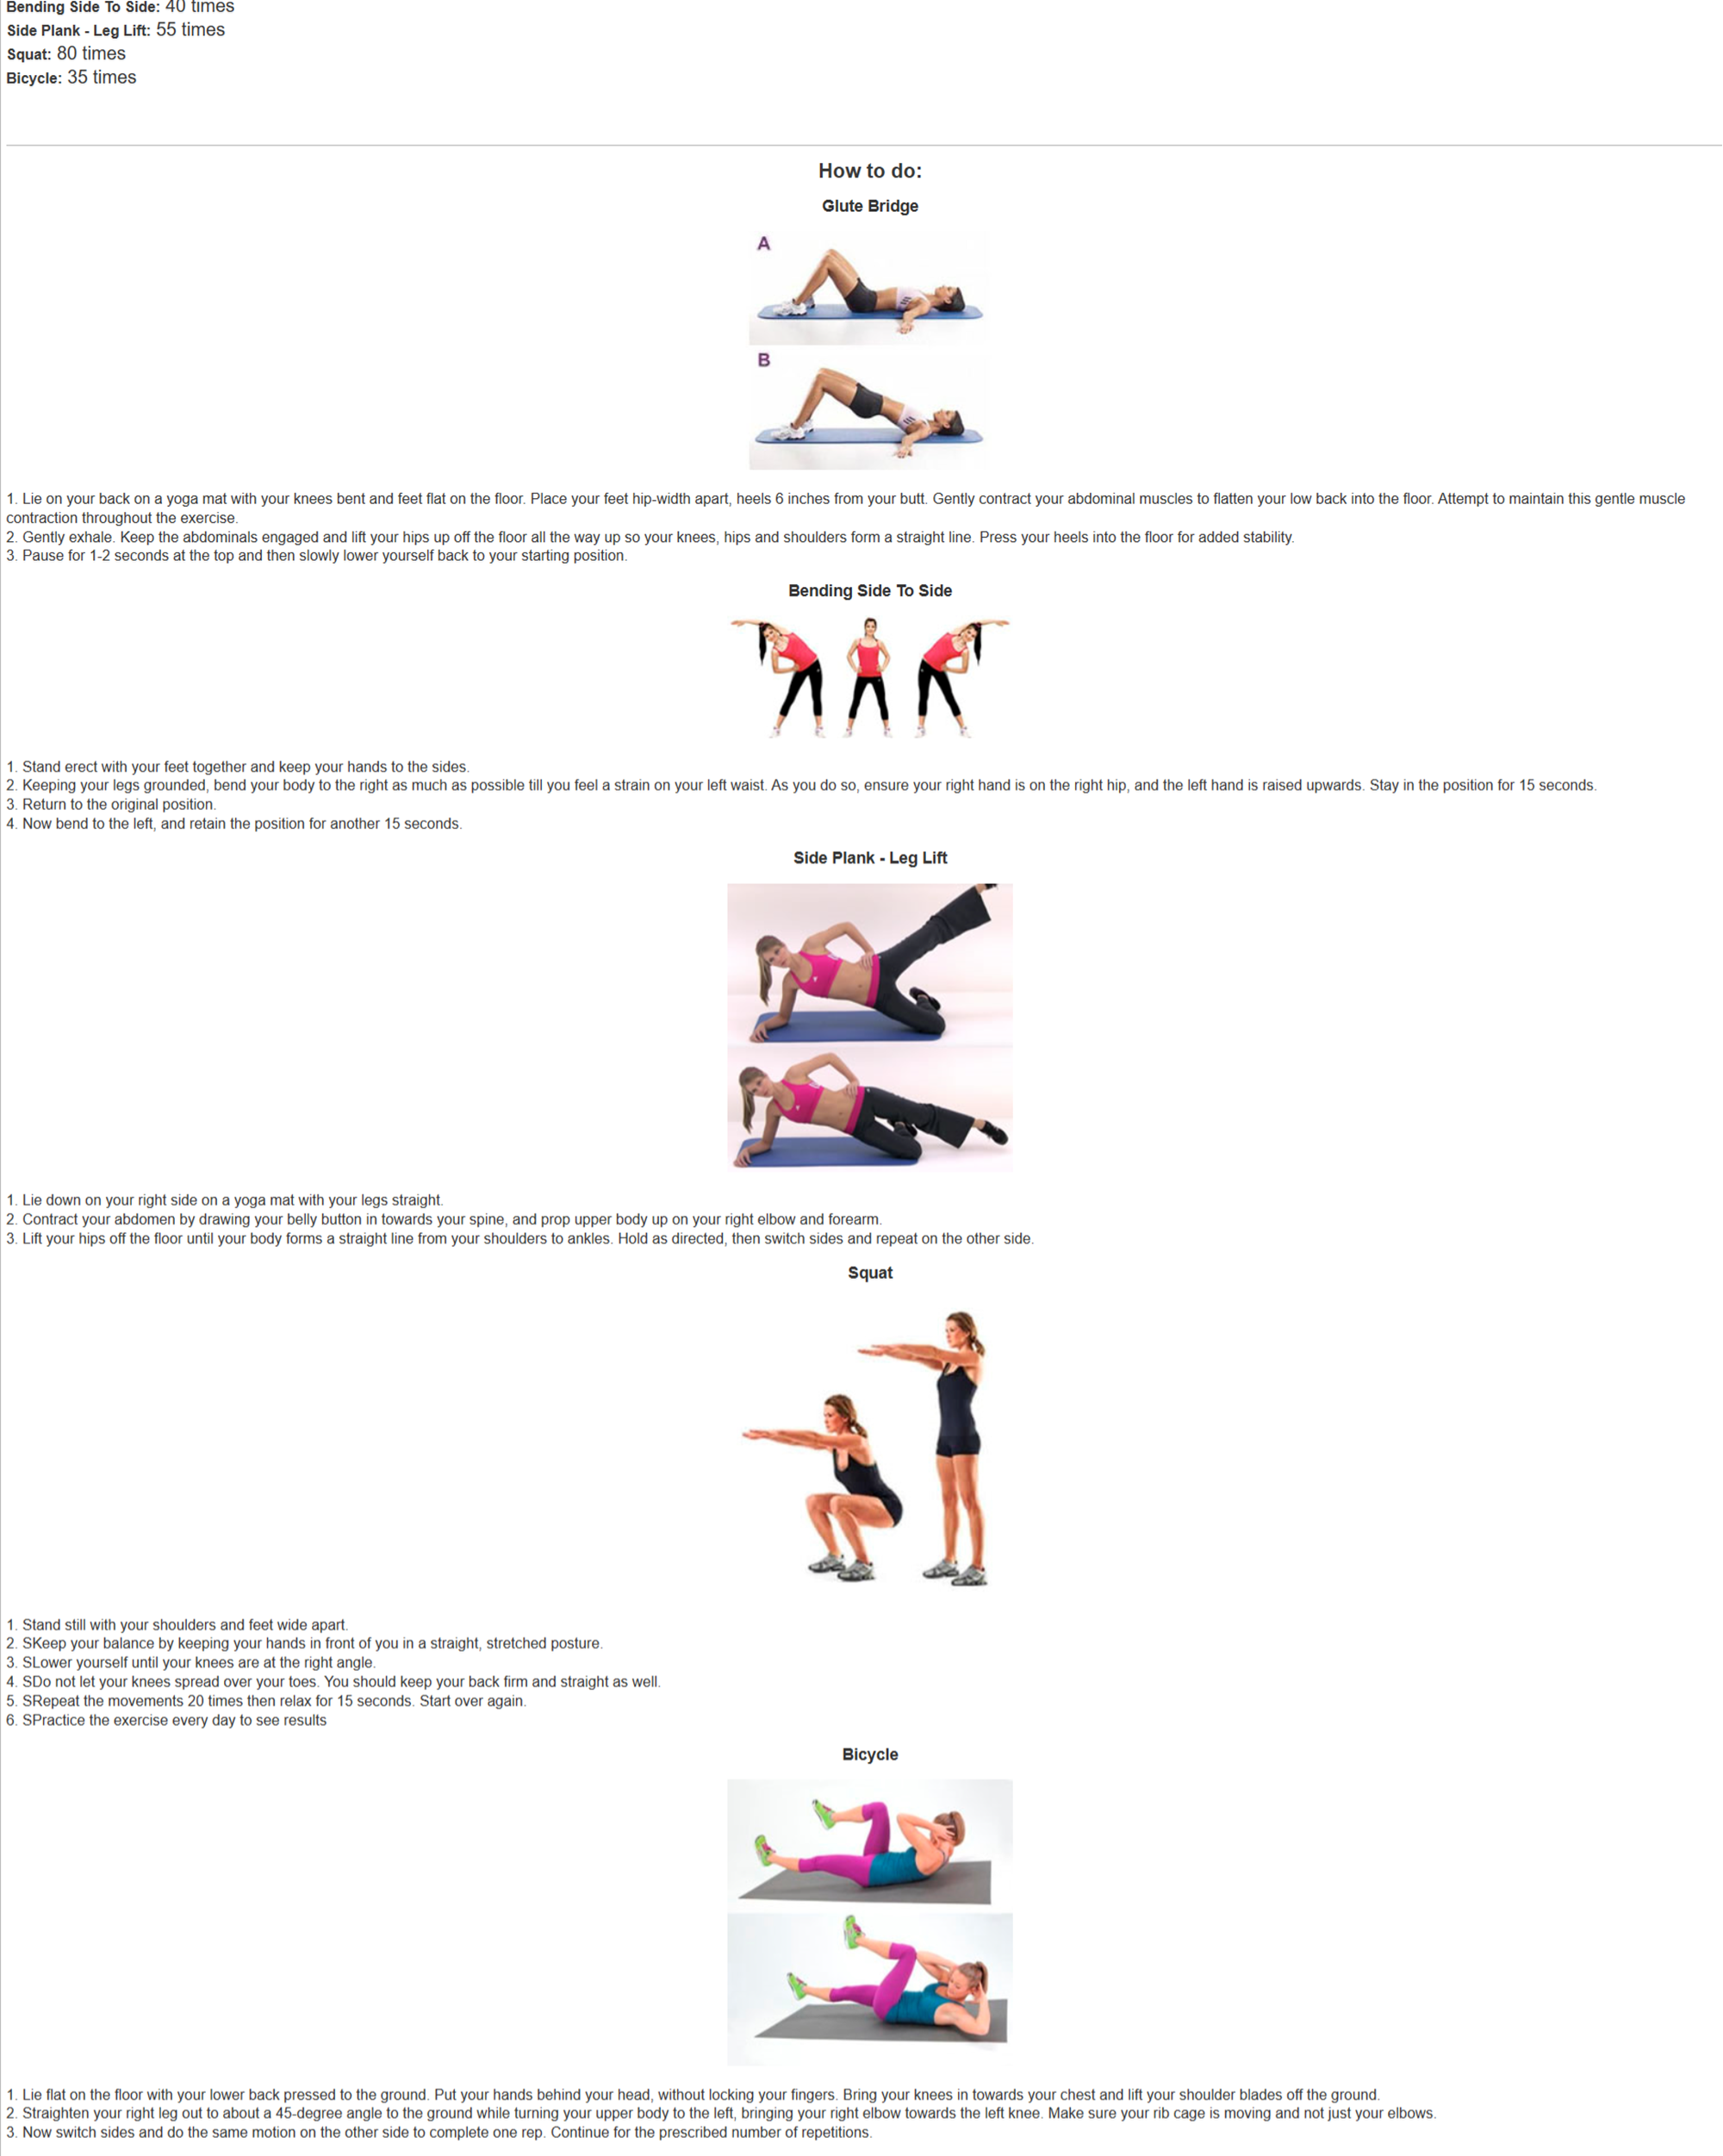 Bending Side To Side: 40 times
Side Plank - Leg Lift: 55 times
Squat: 80 times
Bicycle: 35 times
How to do:
Glute Bridge
A
B
1. Lie on your back on a yoga mat with your knees bent and feet flat on the floor. Place your feet hip-width apart, heels 6 inches from your butt. Gently contract your abdominal muscles to flatten your low back into the floor. Attempt to maintain this gentle muscle
contraction throughout the exercise.
2. Gently exhale. Keep the abdominals engaged and lift your hips up off the floor all the way up so your knees, hips and shoulders form a straight line. Press your heels into the floor for added stability.
3. Pause for 1-2 seconds at the top and then slowly lower yourself back to your starting position.
Bending Side To Side
1. Stand erect with your feet together and keep your hands to the sides.
2. Keeping your legs grounded, bend your body to the right as much as possible till you feel a strain on your left waist. As you do so, ensure your right hand is on the right hip, and the left hand is raised upwards. Stay in the position for 15 seconds.
3. Return to the original position.
4. Now bend to the left, and retain the position for another 15 seconds.
Side Plank - Leg Lift
1. Lie down on your right side on a yoga mat with your legs straight.
2. Contract your abdomen by drawing your belly button in towards your spine, and prop upper body up on your right elbow and forearm.
3. Lift your hips off the floor until your body forms a straight line from your shoulders to ankles. Hold as directed, then switch sides and repeat on the other side.
Squat
1. Stand still with your shoulders and feet wide apart.
2. SKeep your balance by keeping your hands in front of you in a straight, stretched posture.
3. SLower yourself until your knees are at the right angle.
4. SDo not let your knees spread over your toes. You should keep your back firm and straight as well.
5. SRepeat the movements 20 times then relax for 15 seconds. Start over again.
6. SPractice the exercise every day to see results
Bicycle
1. Lie flat on the floor with your lower back pressed to the ground. Put your hands behind your head, without locking your fingers. Bring your knees in towards your chest and lift your shoulder blades off the ground.
2. Straighten your right leg out to about a 45-degree angle to the ground while turning your upper body to the left, bringing your right elbow towards the left knee. Make sure your rib cage is moving and not just your elbows.
3. Now switch sides and do the same motion on the other side to complete one rep. Continue for the prescribed number of repetitions.